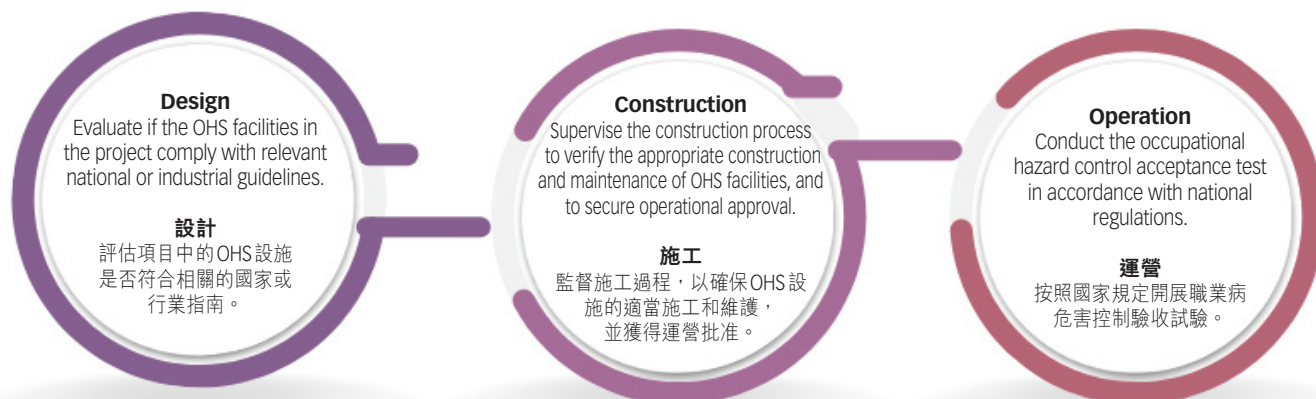 Design
Evaluate if the OHS facilities in
the project comply with relevant
national or industrial guidelines.
設計
評估項目中的OHS設施
是否符合相關的國家或
行業指南。
Construction
Supervise the construction process
to verify the appropriate construction
and maintenance of OHS facilities, and
to secure operational approval.
施工
監督施工過程，以確保OHS設
施的適當施工和維護，
並獲得運營批准。
Operation
Conduct the occupational
hazard control acceptance test
in accordance with national
regulations.
運營
按照國家規定開展職業病
危害控制驗收試驗。